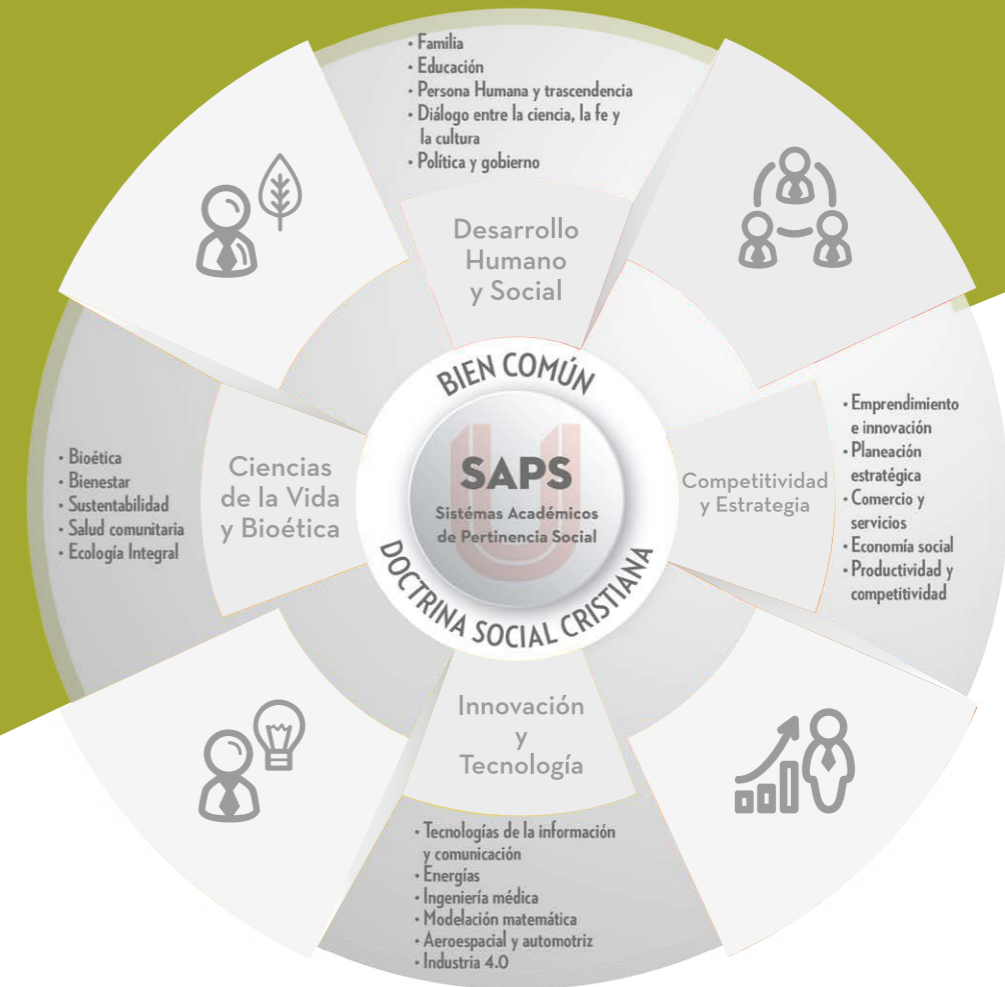 • Familia
• Educación
• Persona Humana y trascendencia
• Diálogo entre la ciencia, la fe y
la cultura
• Política y gobierno
Desarrollo
Humano
y Social
BIEN COMÚN
SAPS
Sistémas Académicos
de Pertinencia Social
DOCTRINA SOCIAL CRISTIANA
• Bioética
• Bienestar
• Sustentabilidad
• Salud comunitaria
• Ecología Integral
Ciencias
de la Vida
y Bioética
Competitividad
y Estrategia
• Emprendimiento
e innovación
• Planeación
estratégica
• Comercio y
servicios
• Economía social
• Productividad y
competitividad
Innovación
y
Tecnología
• Tecnologías de la información
y comunicación
• Energías
• Ingeniería médica
• Modelación matemática
• Aeroespacial y automotriz
• Industria 4.0